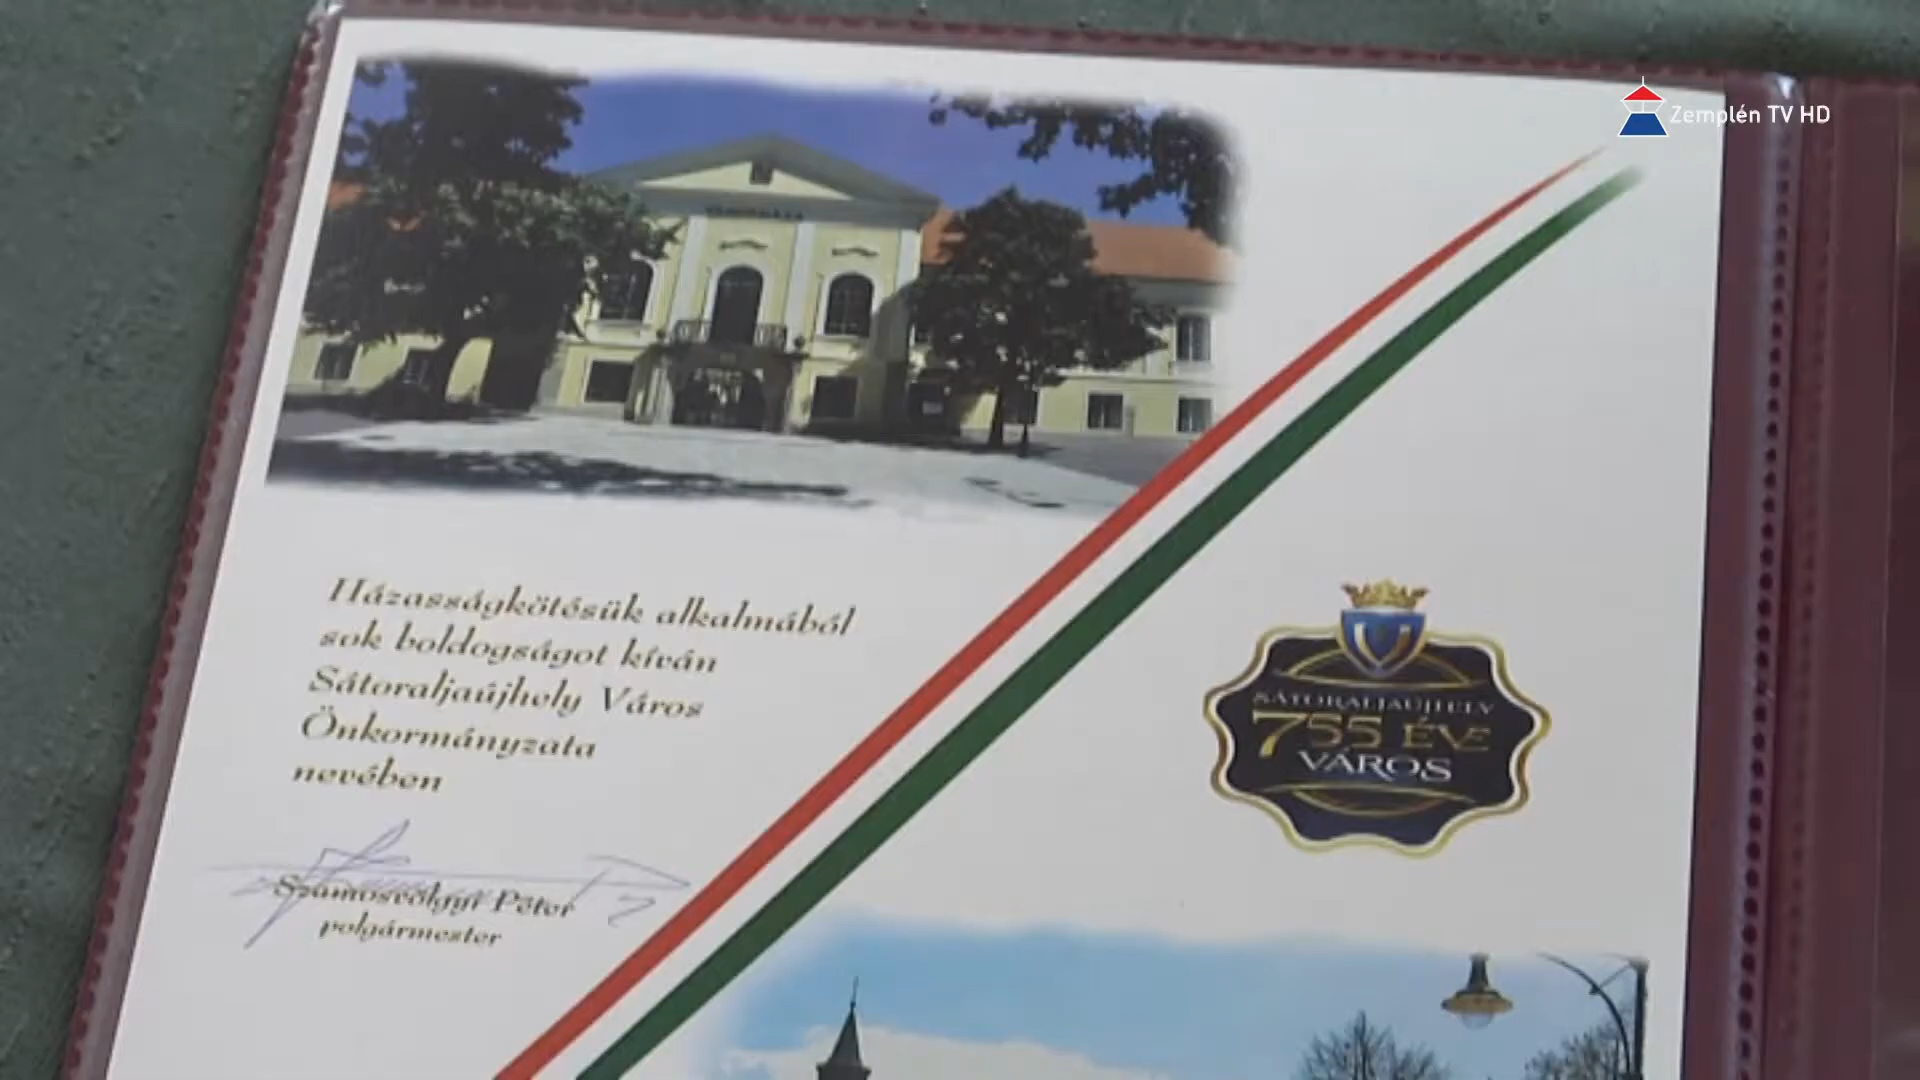 Zemplén TV HD
Házasságkötésük alkalmából
sok boldogságot kíván
Sátoraljaújhely Város
Önkormányzata
nevében
Szamosvölgyi Péter
polgármester
SÁTORALJAÚJHELY
755 ÉVE
VÁROS